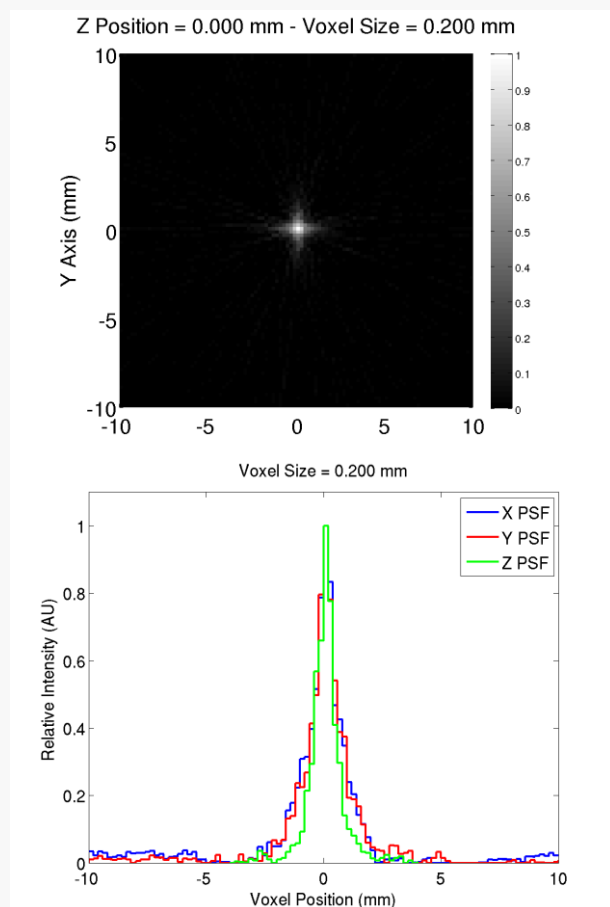 Z Position = 0.000 mm - Voxel Size = 0.200 mm
10
5
0
-5
-10
Y Axis (mm)
-10 -5 0 5 10
1
0.9
0.8
0.7
0.6
0.5
0.4
0.3
0.2
0.1
0
Voxel Size = 0.200 mm
X PSF
Y PSF
Z PSF
Relative Intensity (AU)
1
0.8
0.6
0.4
0.2
0
-10 -5 0 5 10
Voxel Position (mm)